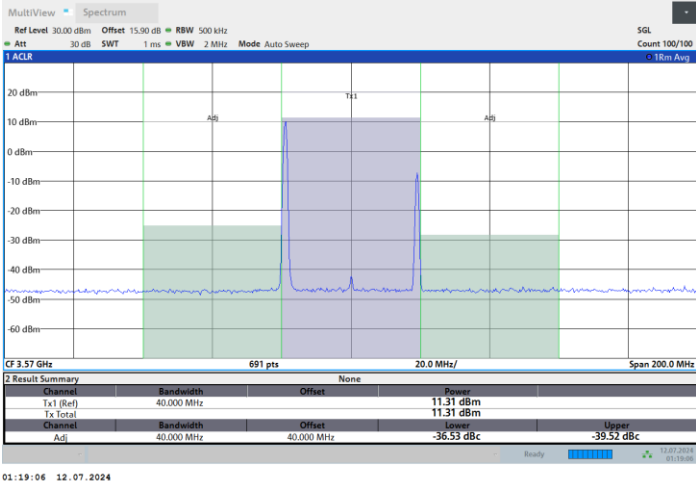 MultiView Spectrum
Ref Level 30.00 dBm Offset 15.90 dB RBW 500 kHz SGL
Att 30 dB SWT 1 ms VBW 2 MHz Mode Auto Sweep Count 100/100
1 ACLR 1Rm Avg
Tx1
20 dBm
Adj Adj
10 dBm
0 dBm
-10 dBm
-20 dBm
-30 dBm
-40 dBm
-50 dBm
-60 dBm
CF 3.57 GHz 691 pts 20.0 MHz/ Span 200.0 MHz
2 Result Summary None
Channel Bandwidth Offset Power
Tx1 (Ref) 40.000 MHz 11.31 dBm
Tx Total 11.31 dBm
Channel Bandwidth Offset Lower Upper
Adj 40.000 MHz 40.000 MHz -36.53 dBc -39.52 dBc
Ready 12.07.2024
01:19:06
01:19:06 12.07.2024